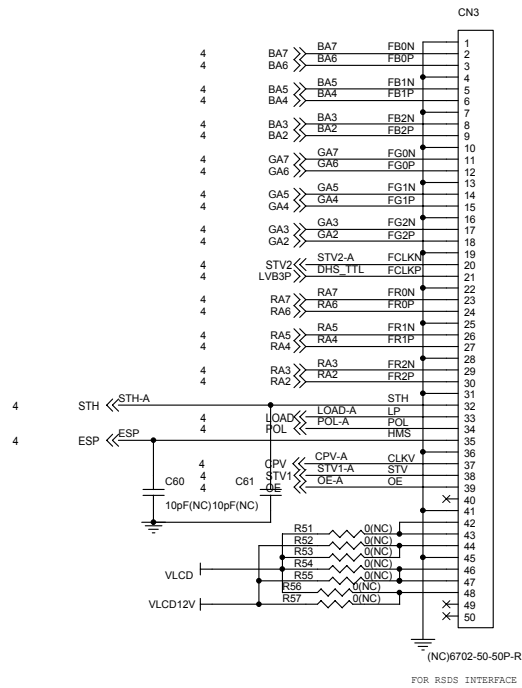 CN3
1
4 BA7 BA7 FB0N 2
4 BA6 BA6 FB0P 3
4
4 BA5 BA5 FB1N 5
4 BA4 BA4 FB1P 6
7
4 BA3 BA3 FB2N 8
4 BA2 BA2 FB2P 9
10
4 GA7 GA7 FG0N 11
4 GA6 GA6 FG0P 12
13
4 GA5 GA5 FG1N 14
4 GA4 GA4 FG1P 15
16
4 GA3 GA3 FG2N 17
4 GA2 GA2 FG2P 18
19
4 STV2 STV2-A FCLKN 20
4 LVB3P DHS_TTL FCLKP 21
22
4 RA7 RA7 FR0N 23
4 RA6 RA6 FR0P 24
25
4 RA5 RA5 FR1N 26
4 RA4 RA4 FR1P 27
28
4 RA3 RA3 FR2N 29
4 RA2 RA2 FR2P 30
31
4 STH STH-A STH 32
4 LOAD LOAD-A LP 33
4 POL POL-A POL 34
4 ESP ESP HMS 35
36
4 CPV CPV-A CLKV 37
4 STV1 STV1-A STV 38
4 OE OE-A OE 39
C60 C61 40
10pF(NC) 10pF(NC) 41
42
R51 0(NC) 43
R52 0(NC) 44
R53 0(NC) 45
R54 0(NC) 46
VLCD R55 0(NC) 47
R56 0(NC) 48
VLCD12V R57 0(NC) 49
50
(NC)6702-50-50P-R
FOR RSDS INTERFACE